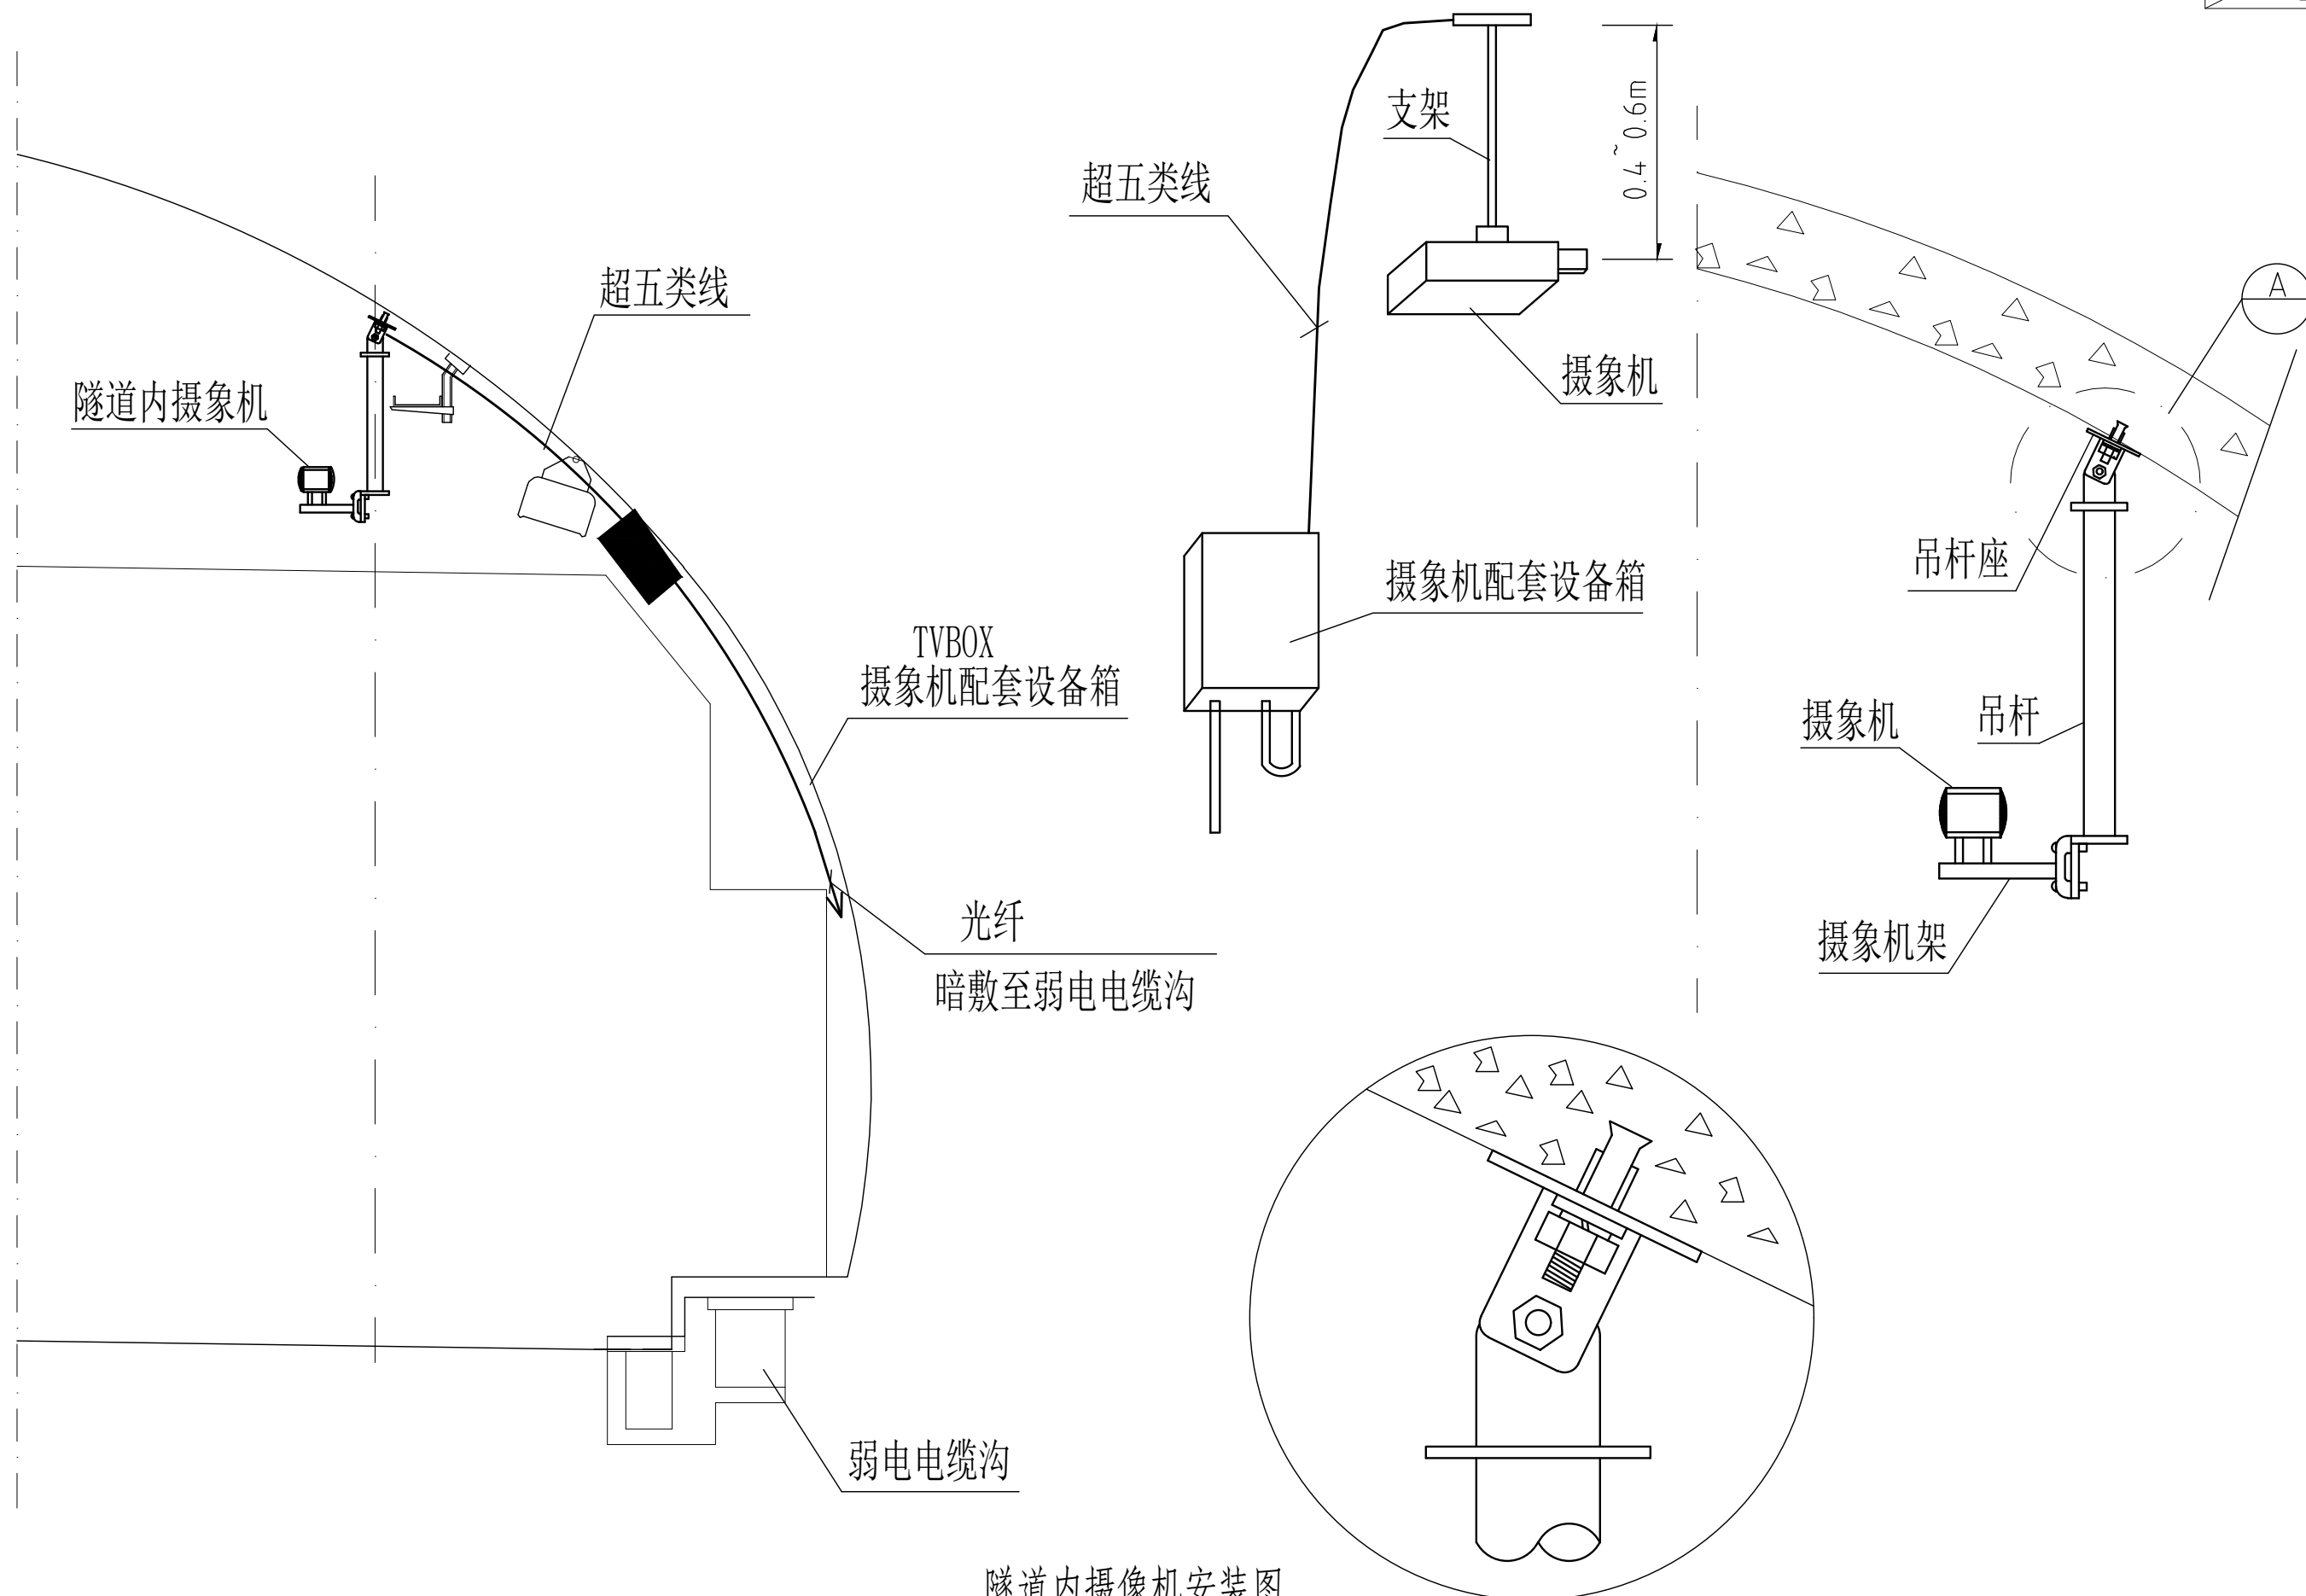 支架
0.4~0.6m
超五类线
超五类线
A
摄象机
隧道内摄象机
吊杆座
摄象机配套设备箱
TVBOX
摄象机配套设备箱
摄象机
吊杆
光纤
暗敷至弱电电缆沟
摄象机架
弱电电缆沟
隧道内摄像机安装图